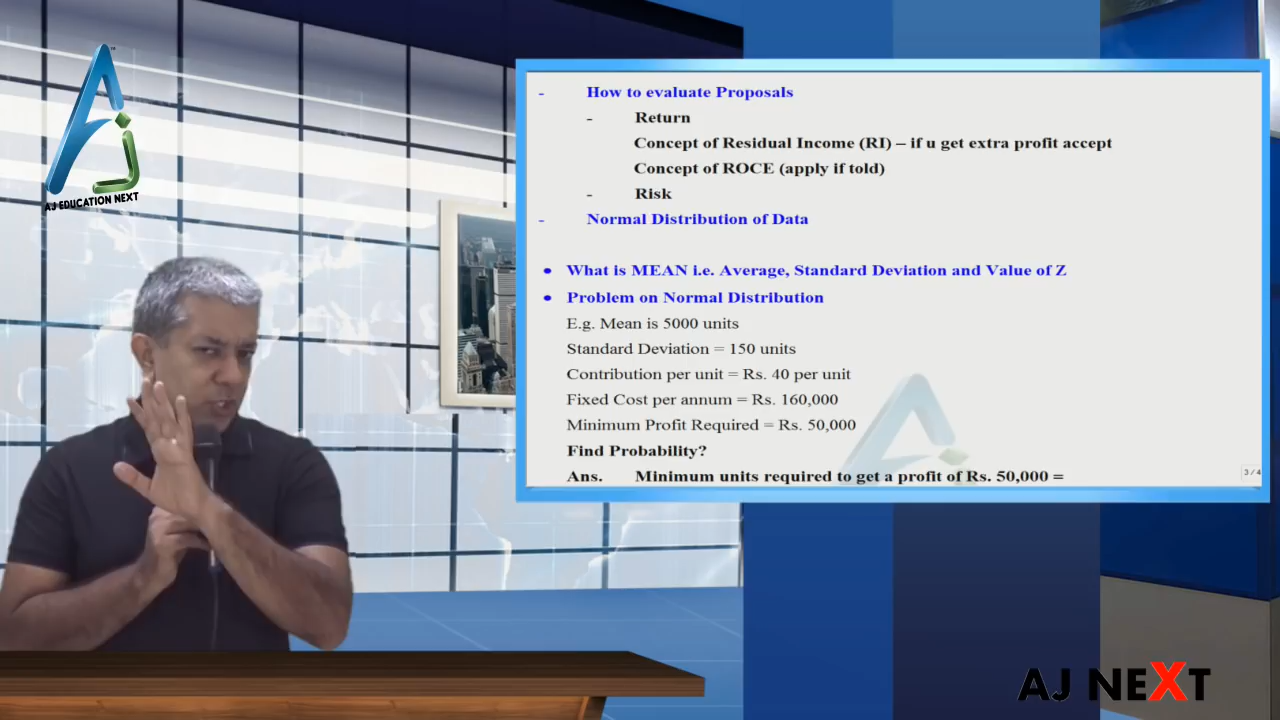 AJ EDUCATION NEXT
- How to evaluate Proposals
- Return
Concept of Residual Income (RI) – if u get extra profit accept
Concept of ROCE (apply if told)
- Risk
- Normal Distribution of Data
• What is MEAN i.e. Average, Standard Deviation and Value of Z
• Problem on Normal Distribution
E.g. Mean is 5000 units
Standard Deviation = 150 units
Contribution per unit = Rs. 40 per unit
Fixed Cost per annum = Rs. 160,000
Minimum Profit Required = Rs. 50,000
Find Probability?
Ans. Minimum units required to get a profit of Rs. 50,000 =
3 / 4
AJ NEXT